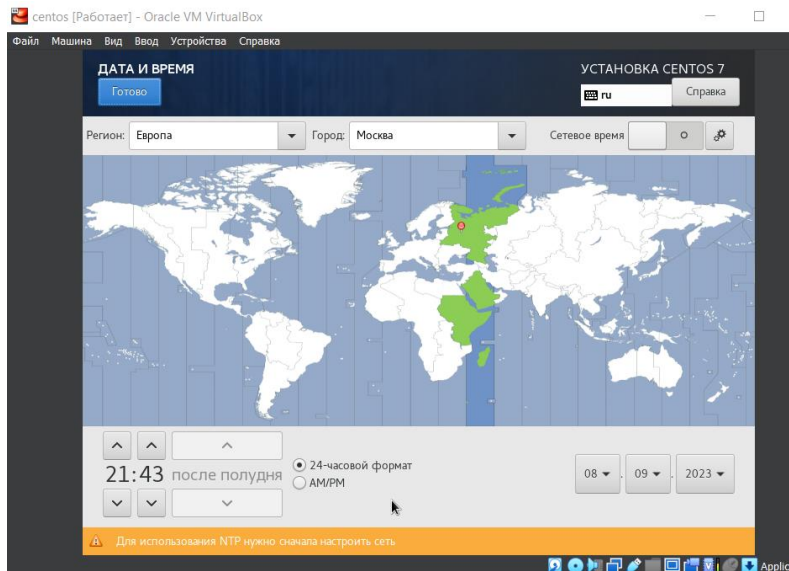 centos [Работает] - Oracle VM VirtualBox
Файл Машина Вид Ввод Устройства Справка
ДАТА И ВРЕМЯ
Готово
УСТАНОВКА CENTOS 7
ru
Справка
Регион: Европа Город: Москва Сетевое время
21:43 после полудня
24-часовой формат
AM/PM
08 . 09 . 2023
Для использования NTP нужно сначала настроить сеть
Applic